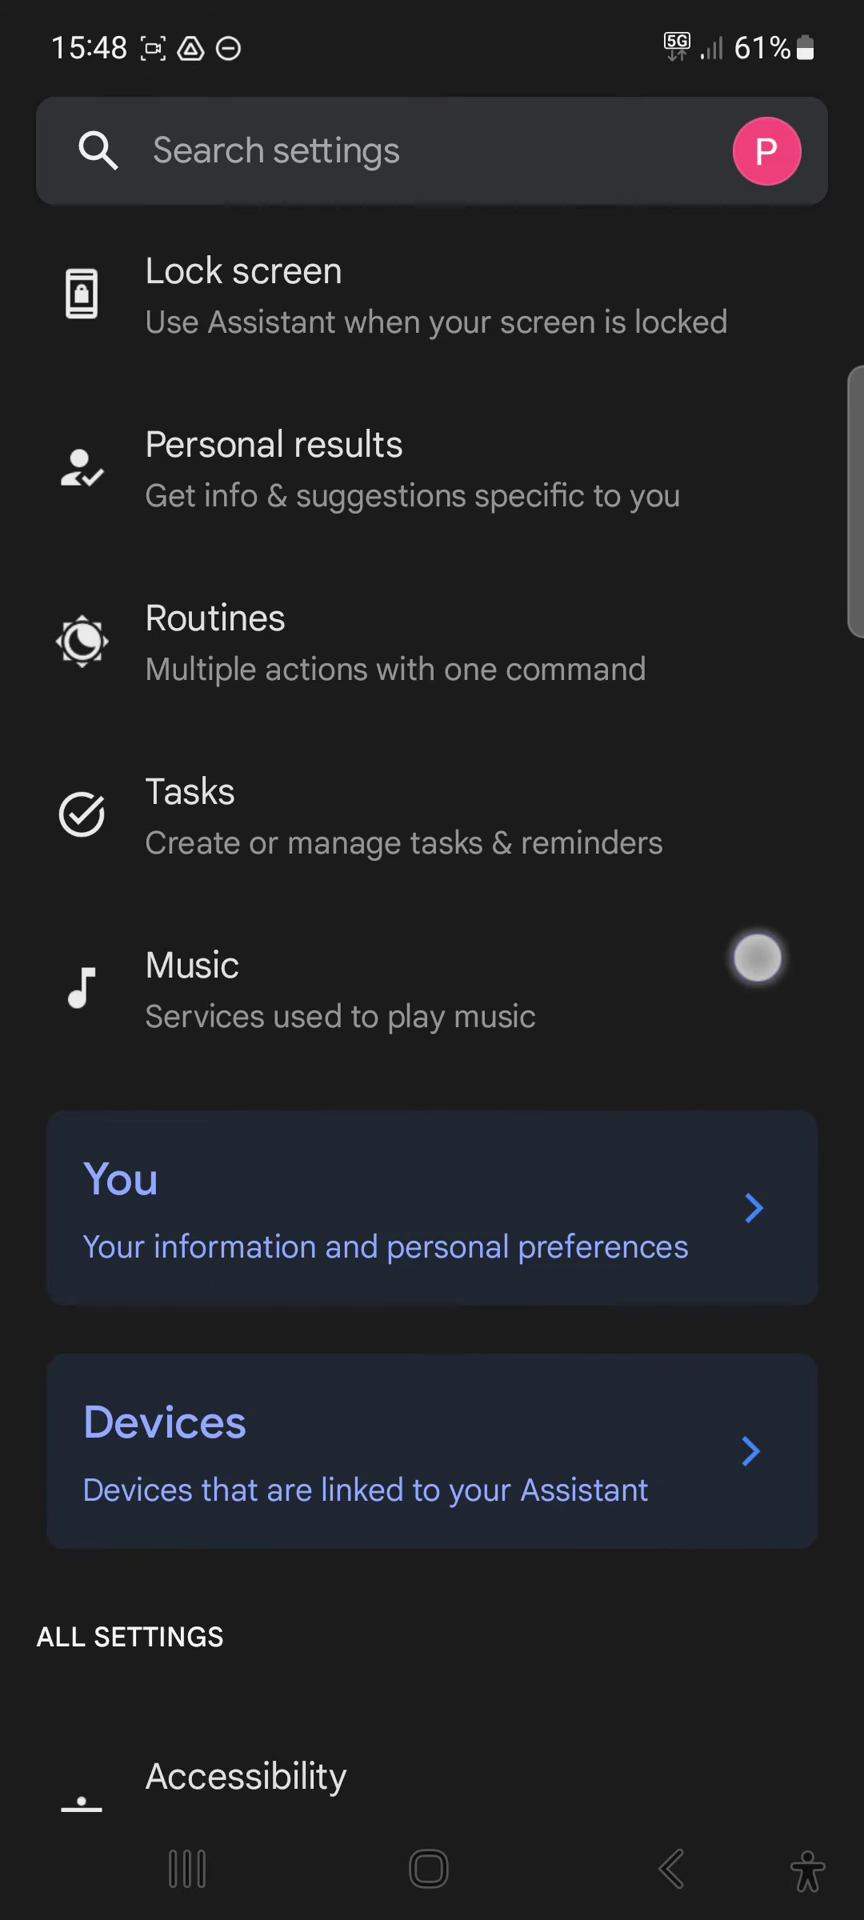 15:48
5G
61%
Search settings
P
Lock screen
Use Assistant when your screen is locked
Personal results
Get info & suggestions specific to you
Routines
Multiple actions with one command
Tasks
Create or manage tasks & reminders
Music
Services used to play music
You
Your information and personal preferences
Devices
Devices that are linked to your Assistant
ALL SETTINGS
Accessibility